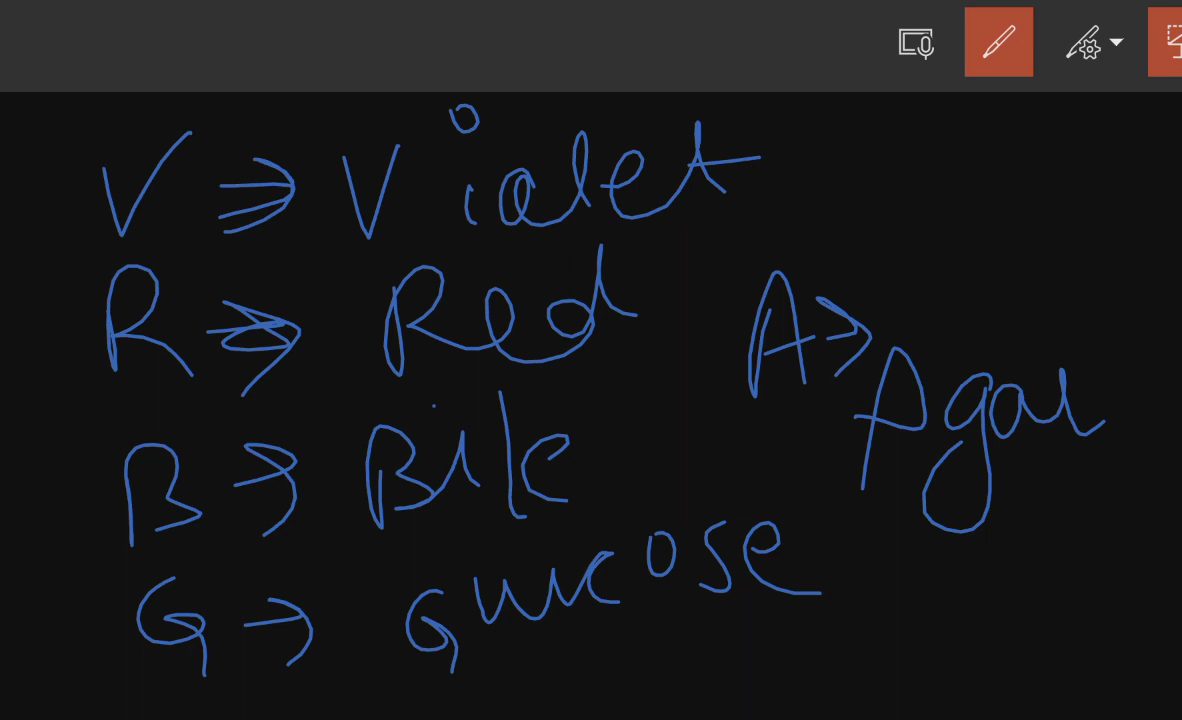 V ⇒ Violet
R ⇒ Red
A ⇒ Agar
B → Bile
G → Glucose